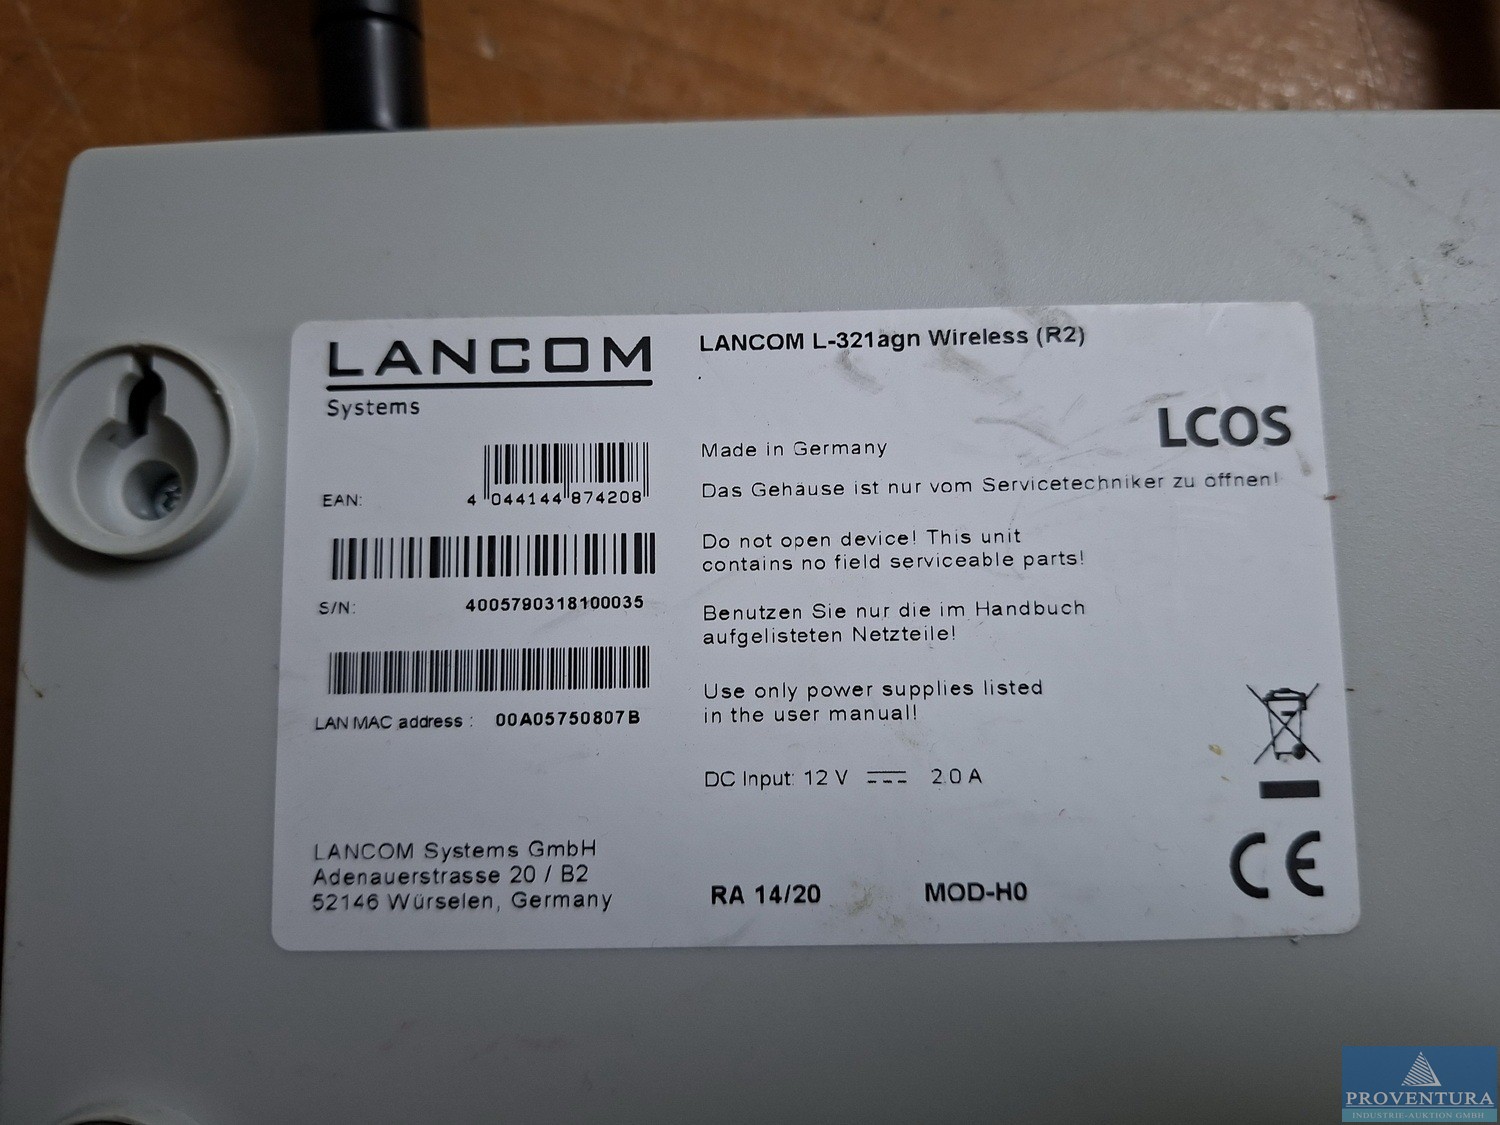 LANCOM
Systems
LANCOM L-321agn Wireless (R2)
LCOS
EAN:
4 044144 874208
S/N:
4005790318100035
LAN MAC address : 00A05750807B
LANCOM Systems GmbH
Adenauerstrasse 20 / B2
52146 Würselen, Germany
Made in Germany
Das Gehäuse ist nur vom Servicetechniker zu öffnen!
Do not open device! This unit
contains no field serviceable parts!
Benutzen Sie nur die im Handbuch
aufgelisteten Netzteile!
Use only power supplies listed
in the user manual!
DC Input: 12 V 2.0 A
RA 14/20 MOD-H0
CE
PROVENTURA
INDUSTRIE-AUKTION GMBH